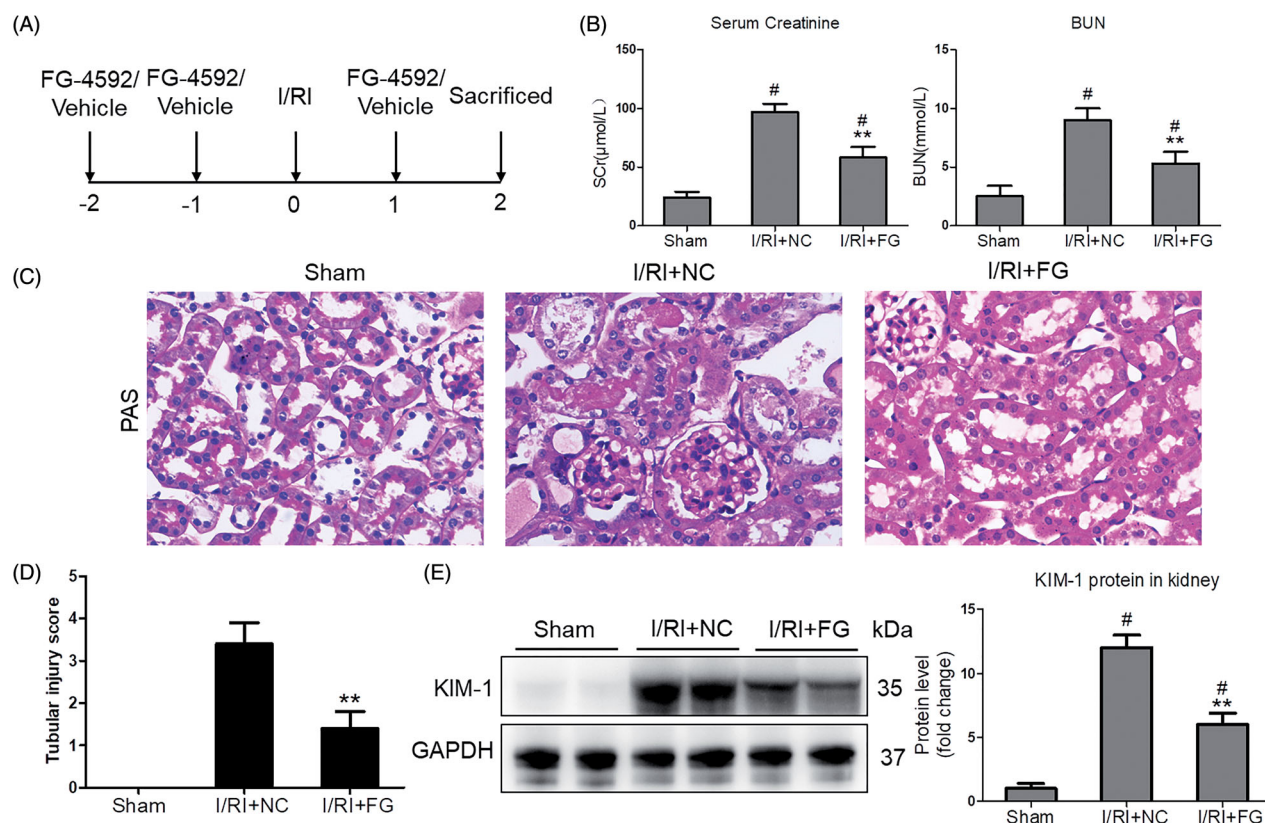 (A)
FG-4592/ FG-4592/ I/RI FG-4592/ Sacrificed
Vehicle Vehicle Vehicle
-2 -1 0 1 2
(B)
Serum Creatinine
SCr(μmol/L)
150
100
50
0
#
#
**
Sham I/RI+NC I/RI+FG
BUN
BUN(mmol/L)
15
10
5
0
#
#
**
Sham I/RI+NC I/RI+FG
(C)
Sham I/RI+NC I/RI+FG
PAS
(D)
Tubular injury score
5
4
3
2
1
0
**
Sham I/RI+NC I/RI+FG
(E)
Sham I/RI+NC I/RI+FG kDa
KIM-1 35
GAPDH 37
KIM-1 protein in kidney
Protein level
(fold change)
15
10
5
0
#
#
**
Sham I/RI+NC I/RI+FG